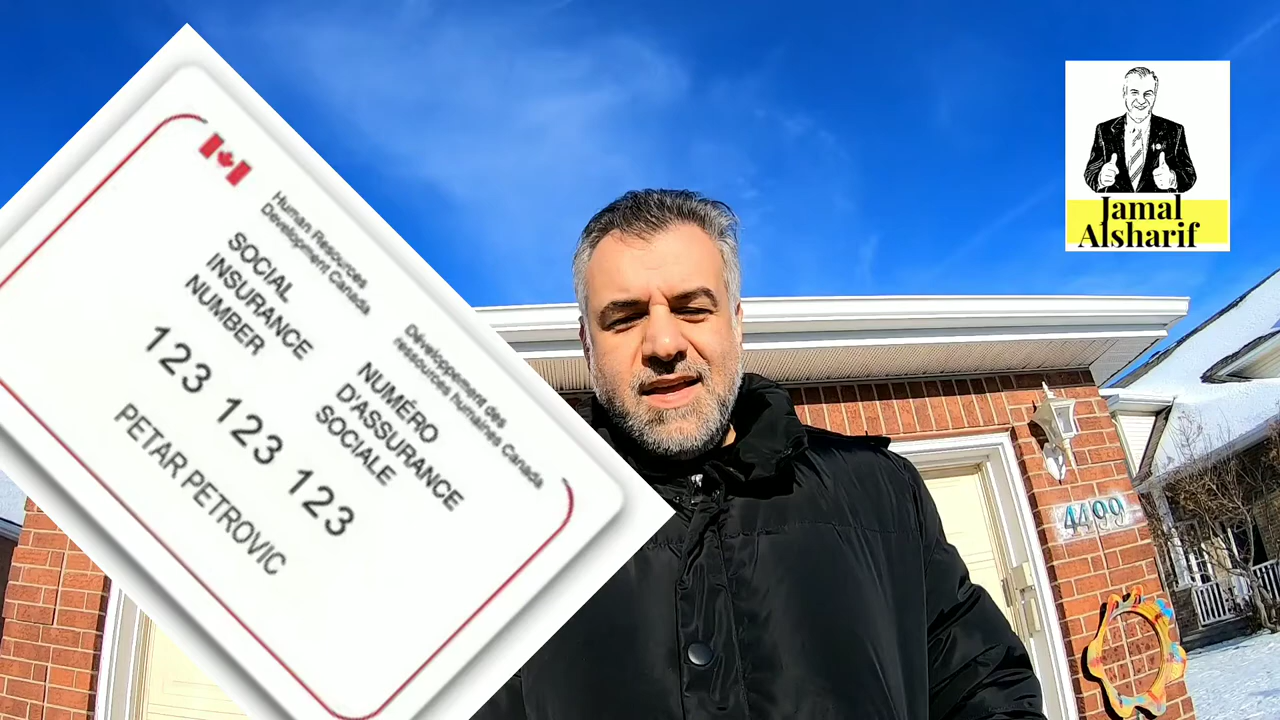 Human Resources
Development Canada
Développement des
ressources humaines Canada
SOCIAL
INSURANCE
NUMBER
NUMÉRO
D'ASSURANCE
SOCIALE
123 123 123
PETAR PETROVIC
Jamal
Alsharif
4499